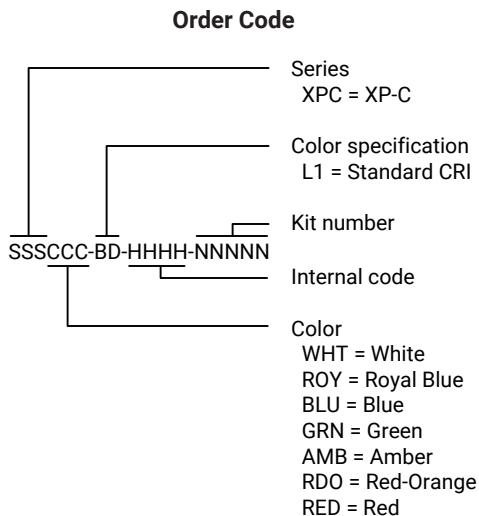 Order Code
Series
XPC = XP-C
Color specification
L1 = Standard CRI
Kit number
SSSCCC-BD-HHHH-NNNNN
Internal code
Color
WHT = White
ROY = Royal Blue
BLU = Blue
GRN = Green
AMB = Amber
RDO = Red-Orange
RED = Red